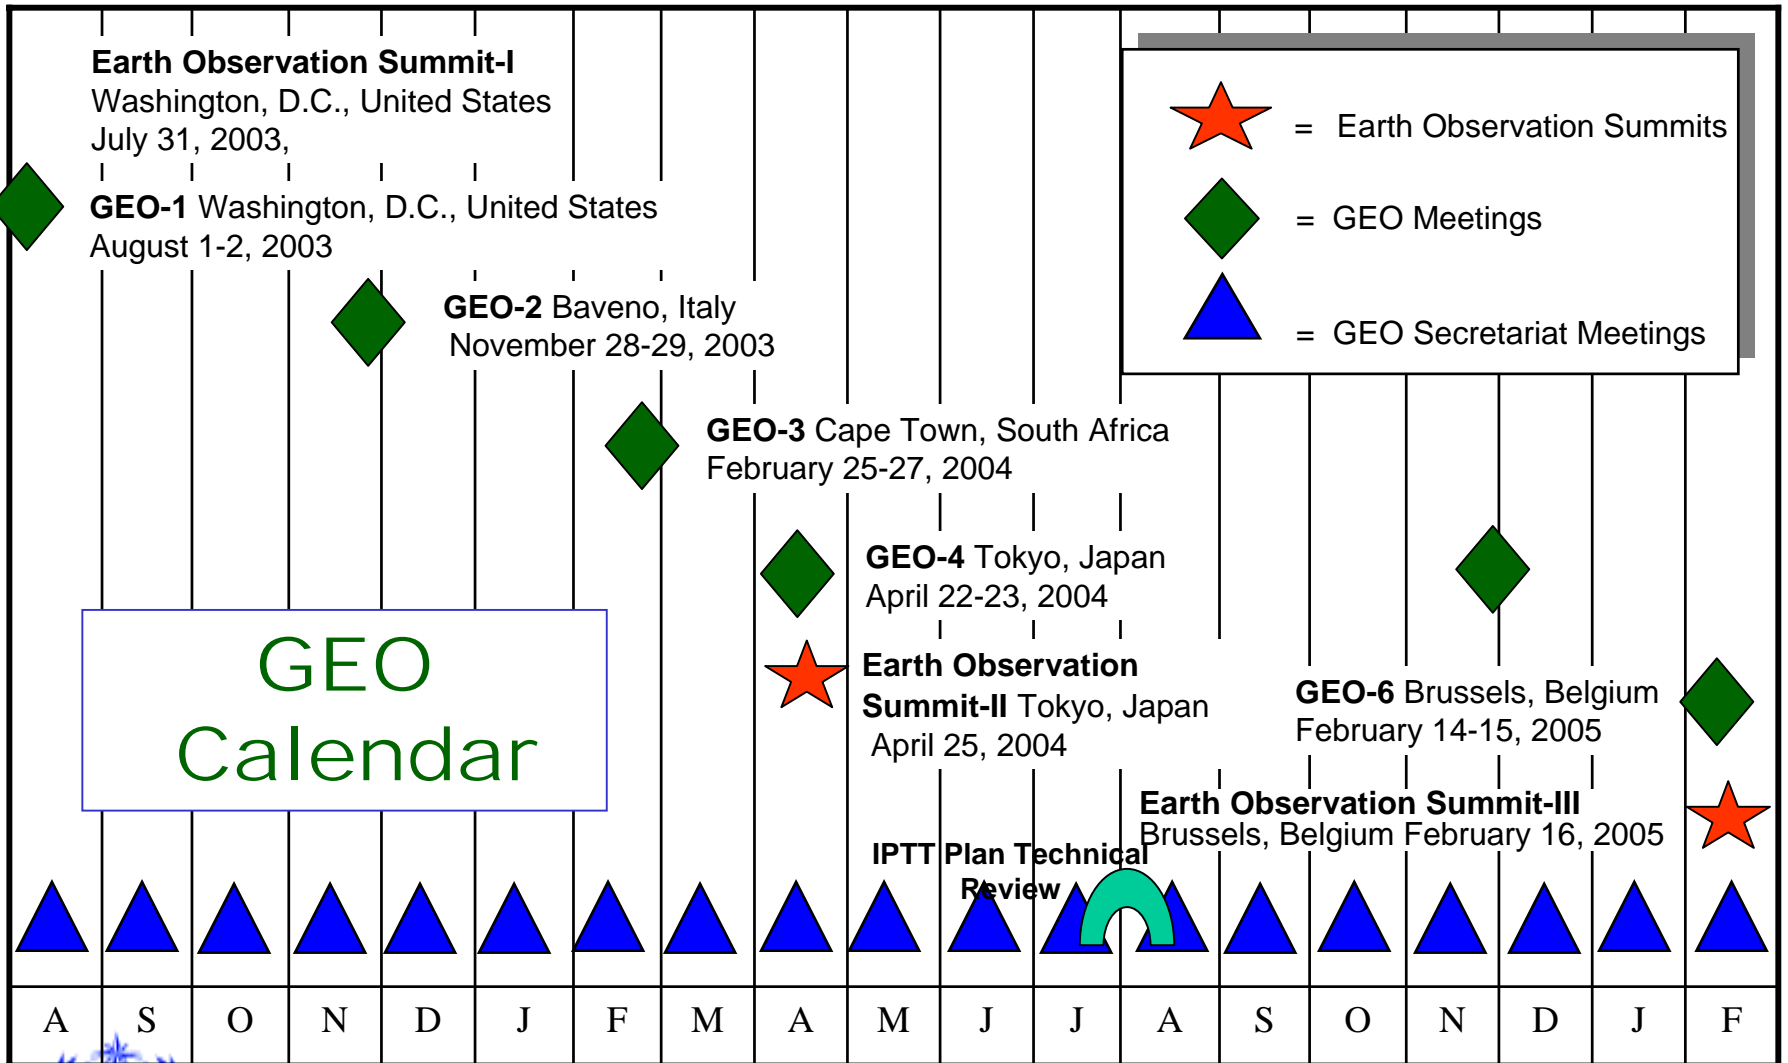 Earth Observation Summit-I
Washington, D.C., United States
July 31, 2003,
GEO-1 Washington, D.C., United States
August 1-2, 2003
GEO-2 Baveno, Italy
November 28-29, 2003
GEO-3 Cape Town, South Africa
February 25-27, 2004
GEO-4 Tokyo, Japan
April 22-23, 2004
Earth Observation
Summit-II Tokyo, Japan
April 25, 2004
GEO-6 Brussels, Belgium
February 14-15, 2005
Earth Observation Summit-III
Brussels, Belgium February 16, 2005
IPTT Plan Technical
Review
= Earth Observation Summits
= GEO Meetings
= GEO Secretariat Meetings
GEO
Calendar
A S O N D J F M A M J J A S O N D J F